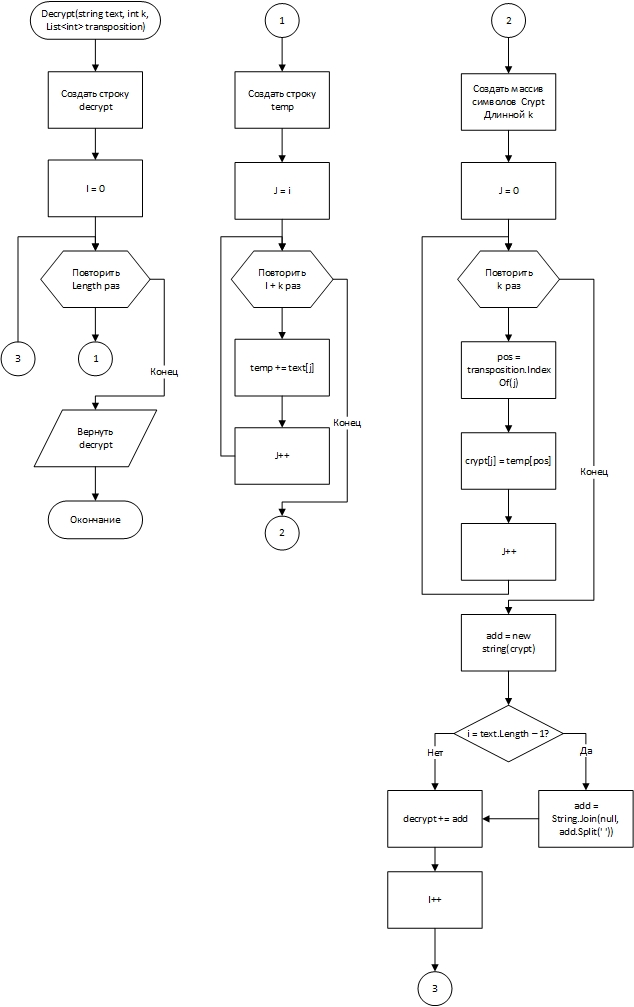 Decrypt(string text, int k,
List<int> transposition)
Создать строку
decrypt
I = 0
Повторить
Length раз
3
1
Конец
Вернуть
decrypt
Окончание
1
Создать строку
temp
J = i
Повторить
I + k раз
temp += text[j]
J++
Конец
2
2
Создать массив
символов Crypt
Длинной k
J = 0
Повторить
k раз
pos =
transposition.Index
Of(j)
crypt[j] = temp[pos]
J++
Конец
add = new
string(crypt)
i = text.Length – 1?
Нет
Да
decrypt += add
add =
String.Join(null,
add.Split(' '))
I++
3